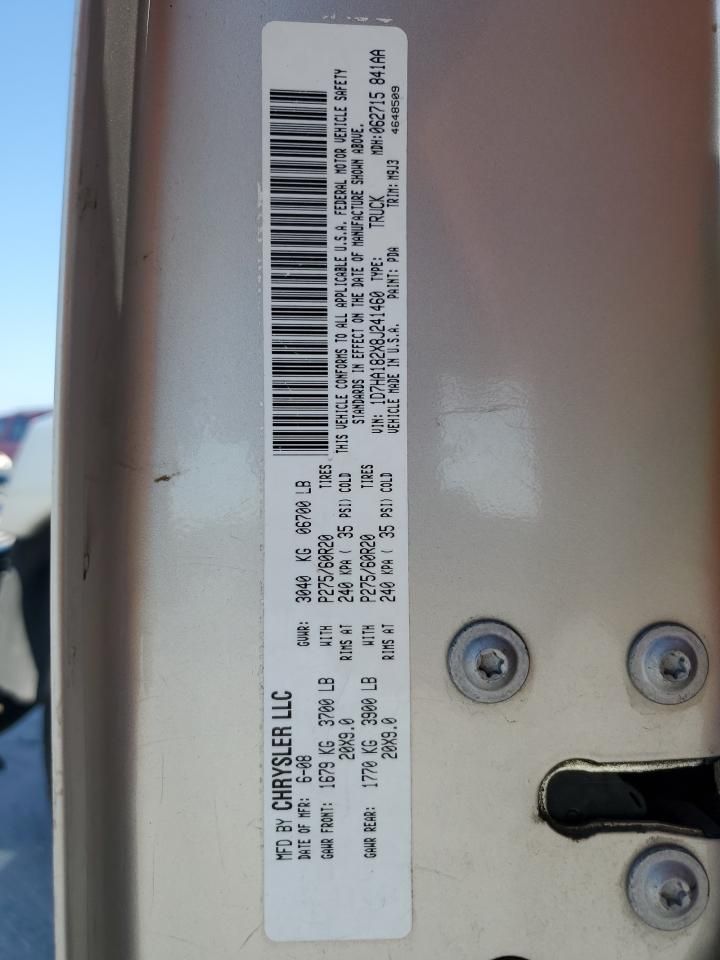 MFD BY CHRYSLER LLC
DATE OF MFR: 6-08 GVWR: 3040 KG 06700 LB
GAWR FRONT: 1679 KG 3700 LB WITH P275/60R20 TIRES
20X9.0 RIMS AT 240 KPA ( 35 PSI) COLD
GAWR REAR: 1770 KG 3900 LB WITH P275/60R20 TIRES
20X9.0 RIMS AT 240 KPA ( 35 PSI) COLD
THIS VEHICLE CONFORMS TO ALL APPLICABLE U.S.A. FEDERAL MOTOR VEHICLE SAFETY
STANDARDS IN EFFECT ON THE DATE OF MANUFACTURE SHOWN ABOVE.
VIN: 1D7HA182X8J241460 TYPE: TRUCK MDH:062715 841AA
VEHICLE MADE IN U.S.A. PAINT: PDA TRIM: M9J3 4648509